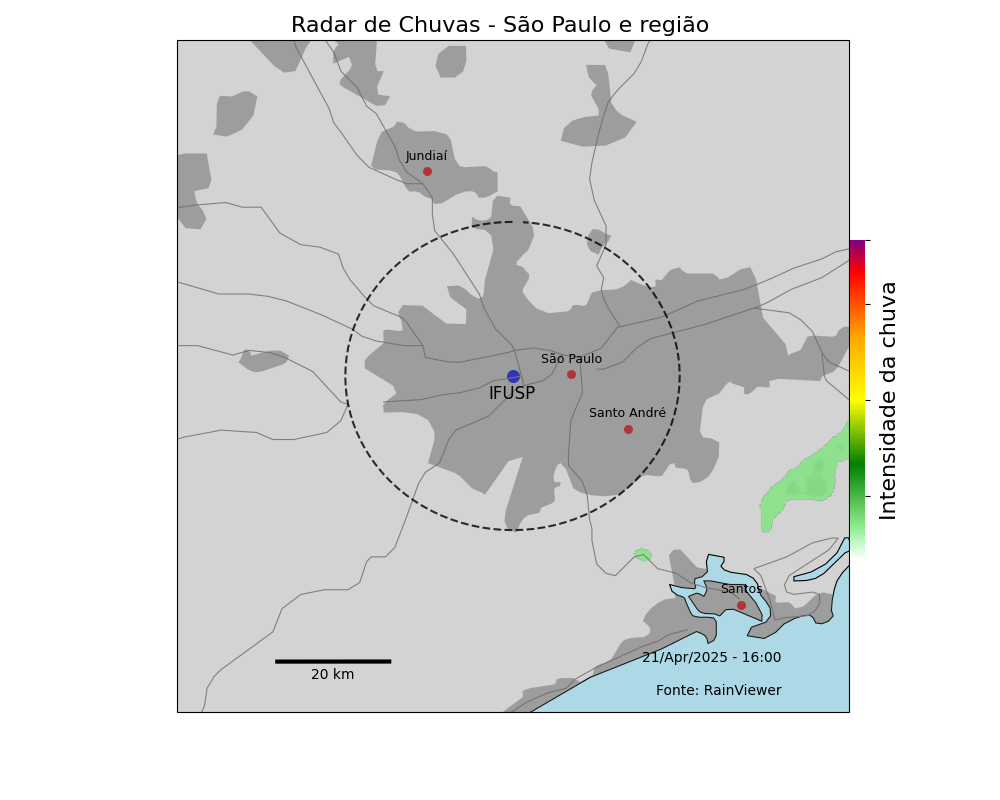 Radar de Chuvas - São Paulo e região
Jundiaí
São Paulo
IFUSP
Santo André
Intensidade da chuva
Santos
21/Apr/2025 - 16:00
20 km
Fonte: RainViewer